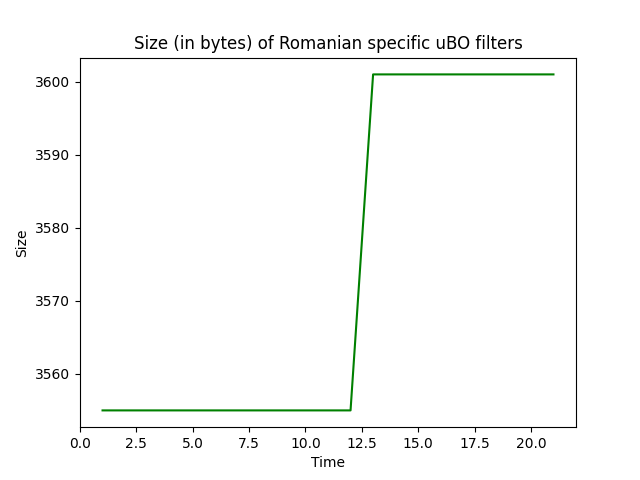 Size (in bytes) of Romanian specific uBO filters
3600
3590
3580
3570
3560
Size
0.0 2.5 5.0 7.5 10.0 12.5 15.0 17.5 20.0
Time